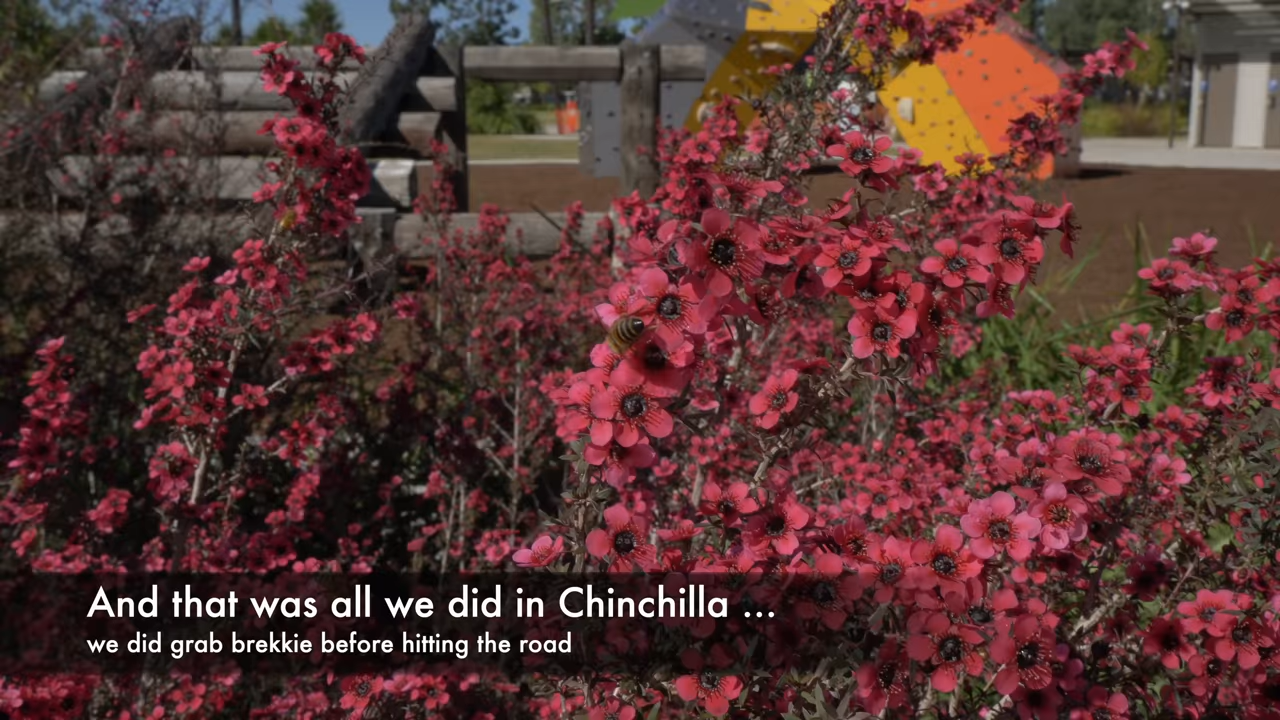 And that was all we did in Chinchilla ...
we did grab brekkie before hitting the road